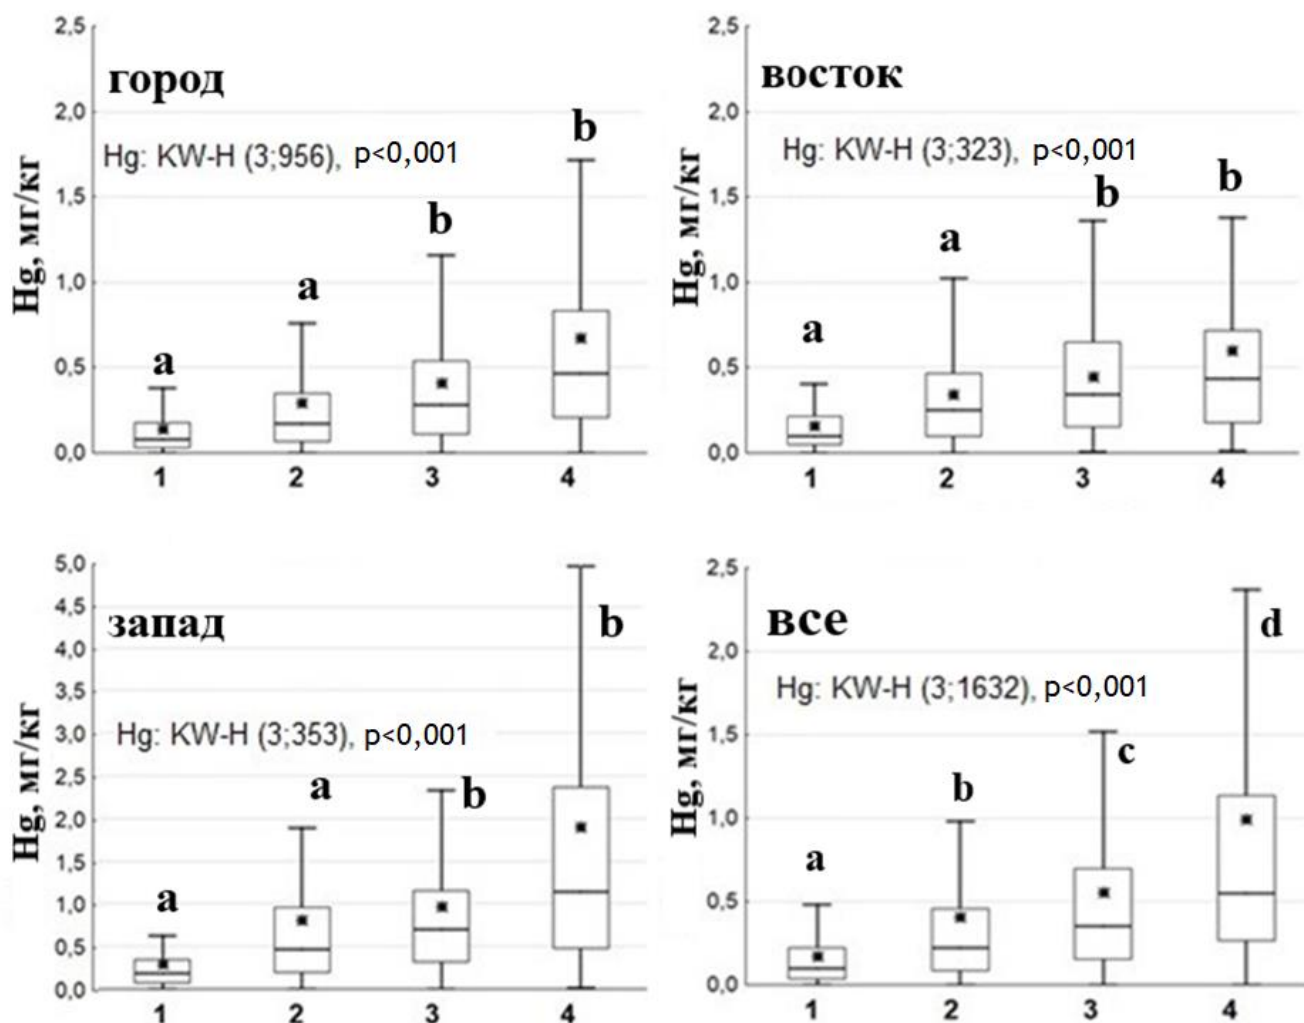 город
Hg: KW-H (3;956), p<0,001
Hg, мг/кг
2,5
2,0
1,5
1,0
0,5
0,0
a
a
b
b
1 2 3 4
восток
Hg: KW-H (3;323), p<0,001
Hg, мг/кг
2,5
2,0
1,5
1,0
0,5
0,0
a
a
b
b
1 2 3 4
запад
Hg: KW-H (3;353), p<0,001
Hg, мг/кг
5,0
4,5
4,0
3,5
3,0
2,5
2,0
1,5
1,0
0,5
0,0
a
a
b
b
1 2 3 4
все
Hg: KW-H (3;1632), p<0,001
Hg, мг/кг
2,5
2,0
1,5
1,0
0,5
0,0
a
b
c
d
1 2 3 4